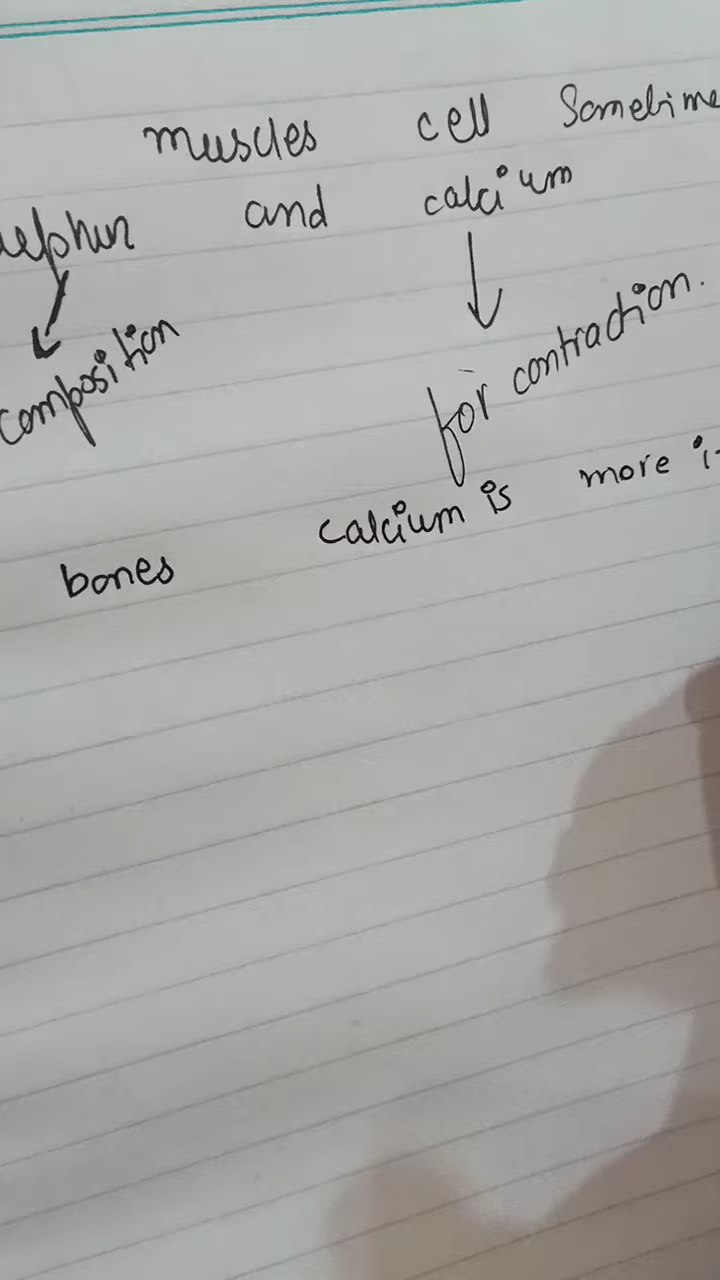 muscles cell Sometime
and calcium
composition for contraction.
bones calcium is more